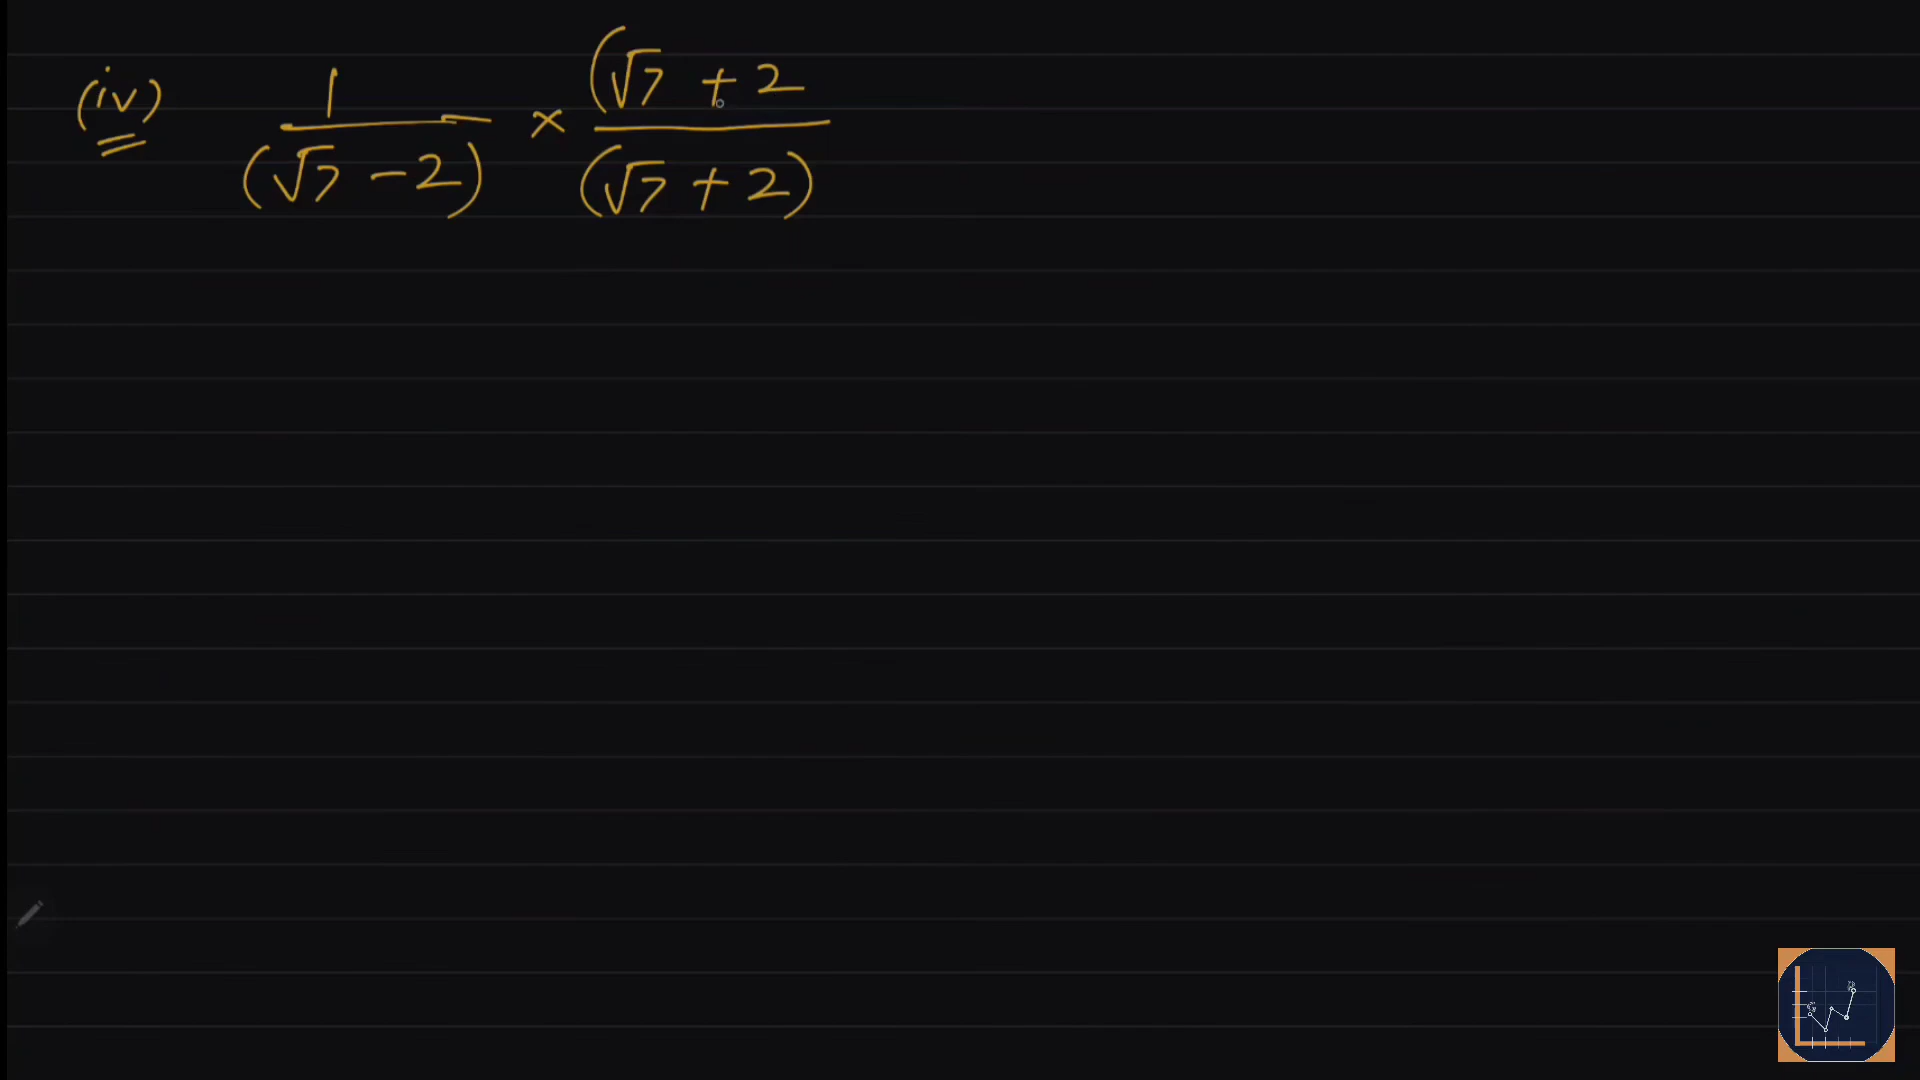 (iv) 1/(√7 - 2) × (√7 + 2/(√7 + 2)